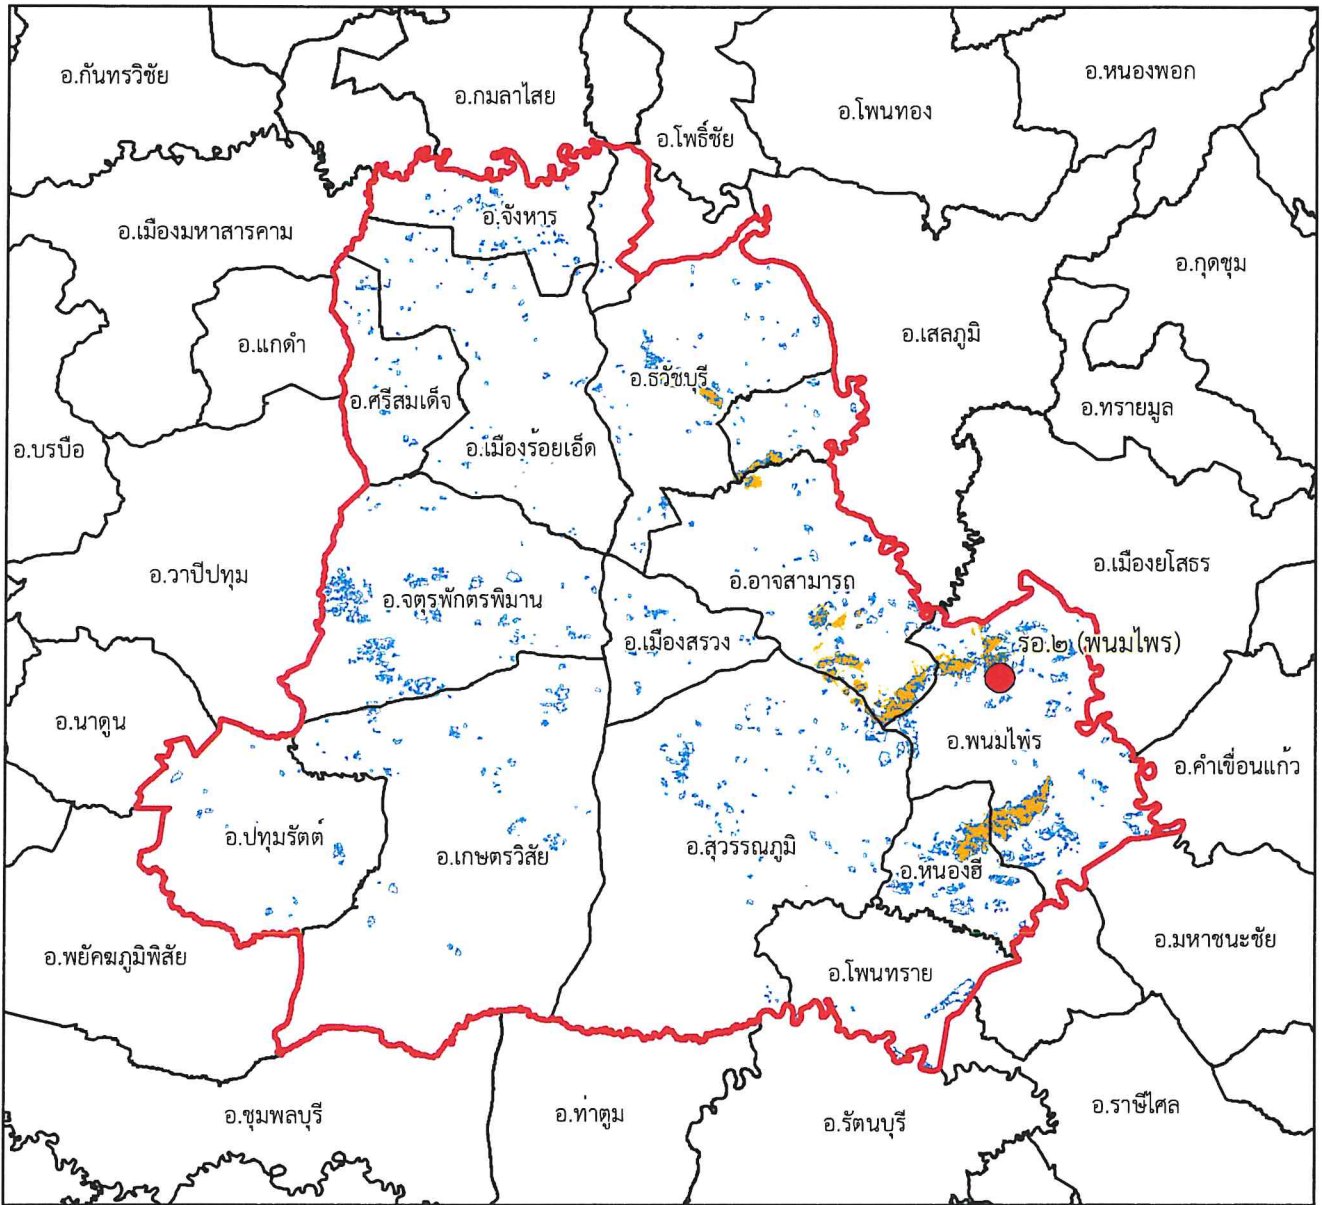 อ.กันทรวิชัย
อ.กมลาไสย
อ.หนองพอก
อ.โพนทอง
อ.โพธิ์ชัย
อ.จังหาร
อ.เมืองมหาสารคาม
อ.กุดชุม
อ.เสลภูมิ
อ.แกดำ
อ.ธวัชบุรี
อ.ศรีสมเด็จ
อ.ทรายมูล
อ.บรบือ
อ.เมืองร้อยเอ็ด
อ.เมืองยโสธร
อ.วาปีปทุม
อ.อาจสามารถ
อ.จตุรพักตรพิมาน
อ.เมืองสรวง
รอ.๒ (พนมไพร)
อ.นาดูน
อ.พนมไพร
อ.คำเขื่อนแก้ว
อ.ปทุมรัตต์
อ.สุวรรณภูมิ
อ.เกษตรวิสัย
อ.หนองฮี
อ.มหาชนะชัย
อ.พยัคฆภูมิพิสัย
อ.โพนทราย
อ.ราษีไศล
อ.ชุมพลบุรี
อ.ท่าตูม
อ.รัตนบุรี